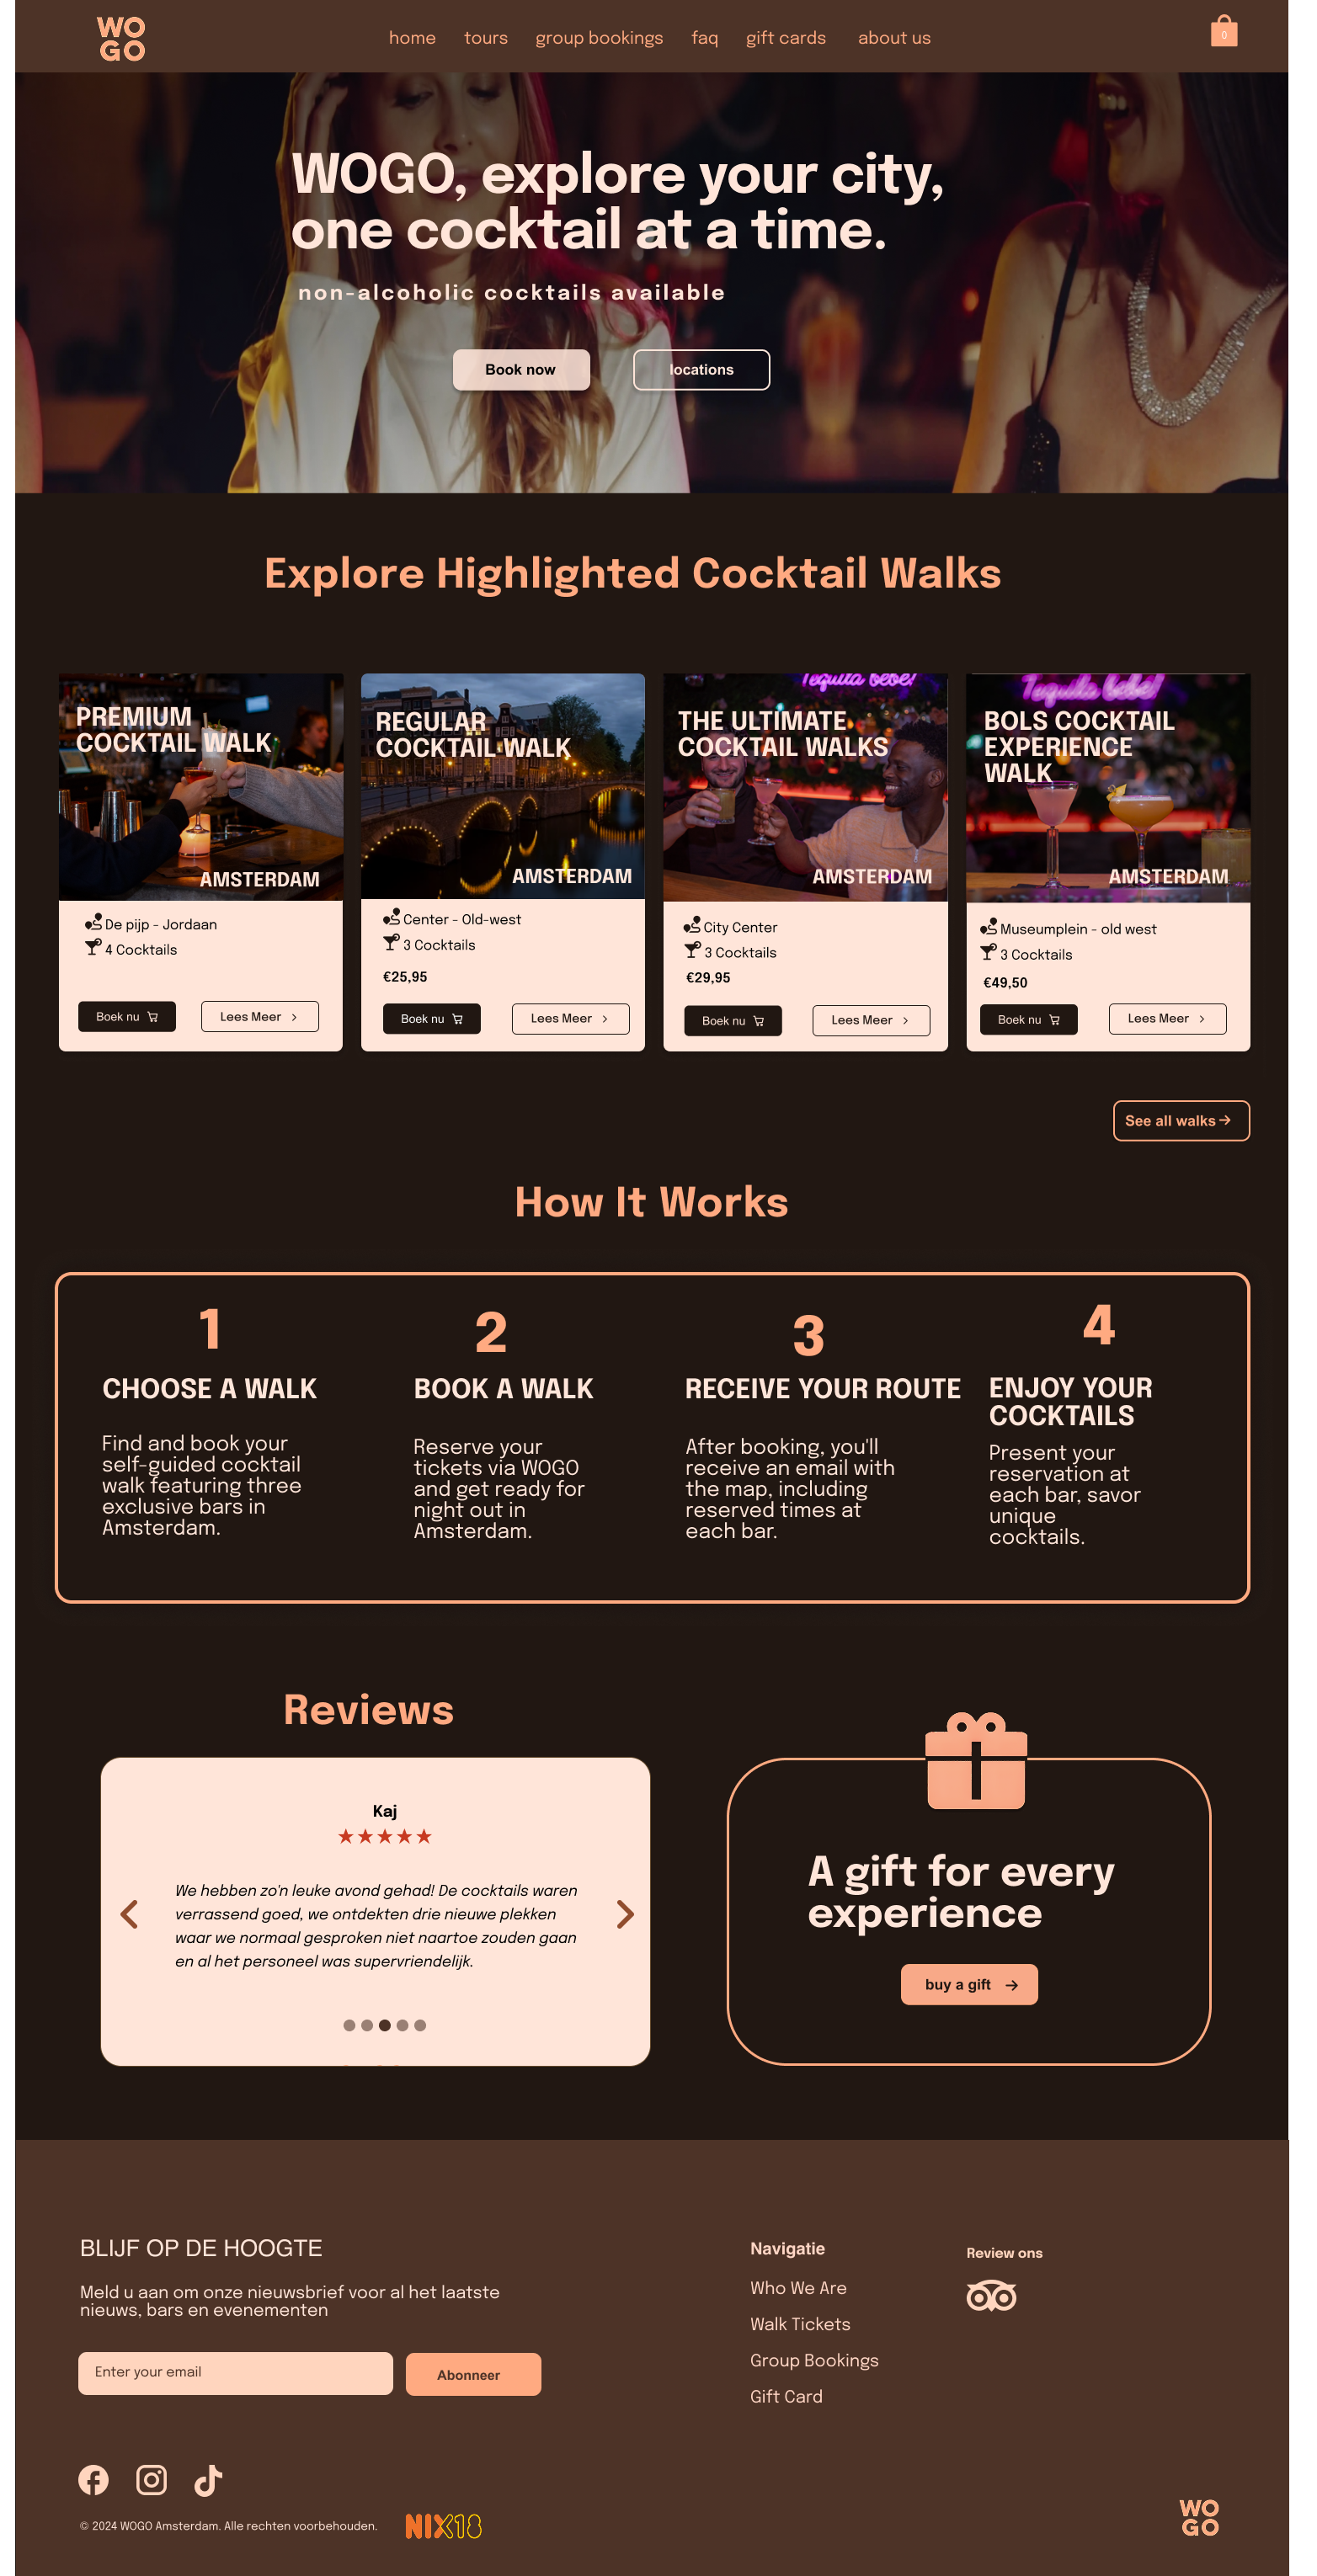 WO
GO
home tours group bookings faq gift cards about us
0
WOGO, explore your city,
one cocktail at a time.
non-alcoholic cocktails available
Book now
locations
Explore Highlighted Cocktail Walks
PREMIUM
COCKTAIL WALK
AMSTERDAM
De pijp - Jordaan
4 Cocktails
Boek nu
Lees Meer
REGULAR
COCKTAIL WALK
AMSTERDAM
Center - Old-west
3 Cocktails
€25,95
Boek nu
Lees Meer
Tequila bebe!
THE ULTIMATE
COCKTAIL WALKS
AMSTERDAM
City Center
3 Cocktails
€29,95
Boek nu
Lees Meer
Tequila bebe!
BOLS COCKTAIL
EXPERIENCE
WALK
AMSTERDAM
Museumplein - old west
3 Cocktails
€49,50
Boek nu
Lees Meer
See all walks
How It Works
1
CHOOSE A WALK
Find and book your
self-guided cocktail
walk featuring three
exclusive bars in
Amsterdam.
2
BOOK A WALK
Reserve your
tickets via WOGO
and get ready for
night out in
Amsterdam.
3
RECEIVE YOUR ROUTE
After booking, you'll
receive an email with
the map, including
reserved times at
each bar.
4
ENJOY YOUR
COCKTAILS
Present your
reservation at
each bar, savor
unique
cocktails.
Reviews
Kaj
We hebben zo'n leuke avond gehad! De cocktails waren
verrassend goed, we ontdekten drie nieuwe plekken
waar we normaal gesproken niet naartoe zouden gaan
en al het personeel was supervriendelijk.
A gift for every
experience
buy a gift
BLIJF OP DE HOOGTE
Meld u aan om onze nieuwsbrief voor al het laatste
nieuws, bars en evenementen
Enter your email
Abonneer
Navigatie
Who We Are
Walk Tickets
Group Bookings
Gift Card
Review ons
© 2024 WOGO Amsterdam. Alle rechten voorbehouden.
NIX18
WO
GO